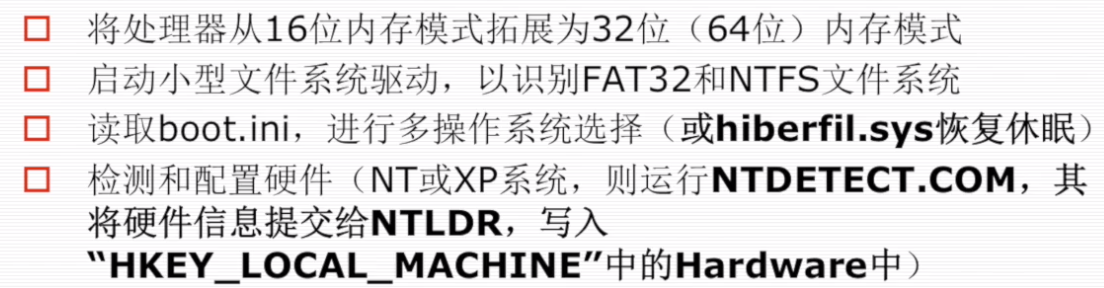 将处理器从16位内存模式拓展为32位（64位）内存模式
启动小型文件系统驱动，以识别FAT32和NTFS文件系统
读取boot.ini，进行多操作系统选择（或hiberfil.sys恢复休眠）
检测和配置硬件（NT或XP系统，则运行NTDETECT.COM，其
将硬件信息提交给NTLDR，写入
“HKEY_LOCAL_MACHINE”中的Hardware中）